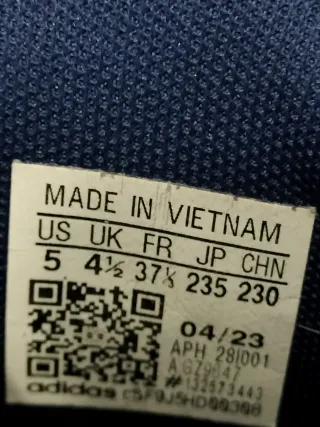 MADE IN VIETNAM
US UK FR JP CHN
5 4½ 37⅓ 235 230
04/23
APH 281001
#132573443
adidas